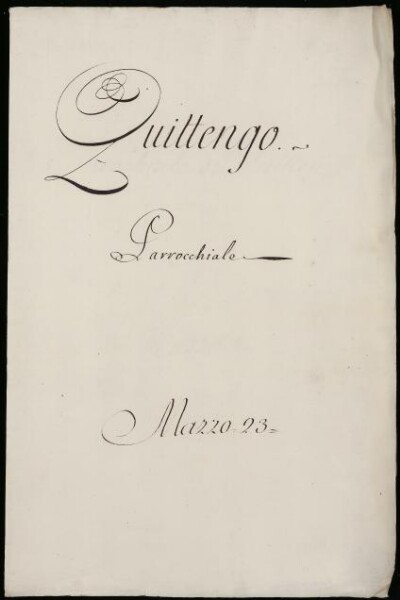 Quittengo.~
Parrocchiale—
Mazzo 23=